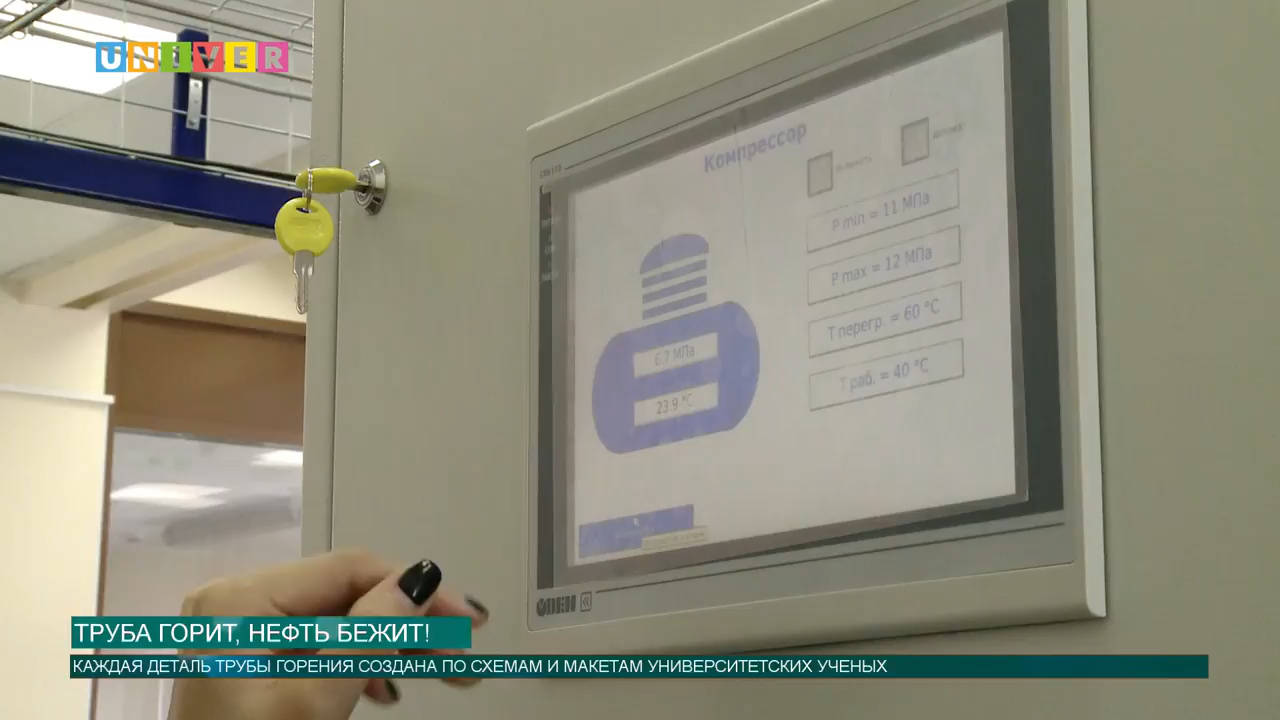 UNIVER
Компрессор
P min = 11 МПа
P max = 12 МПа
T перегр. = 60 °C
T раб. = 40 °C
6.7 МПа
23.9 °C
ОВЕН
ТРУБА ГОРИТ, НЕФТЬ БЕЖИТ!
КАЖДАЯ ДЕТАЛЬ ТРУБЫ ГОРЕНИЯ СОЗДАНА ПО СХЕМАМ И МАКЕТАМ УНИВЕРСИТЕТСКИХ УЧЕНЫХ